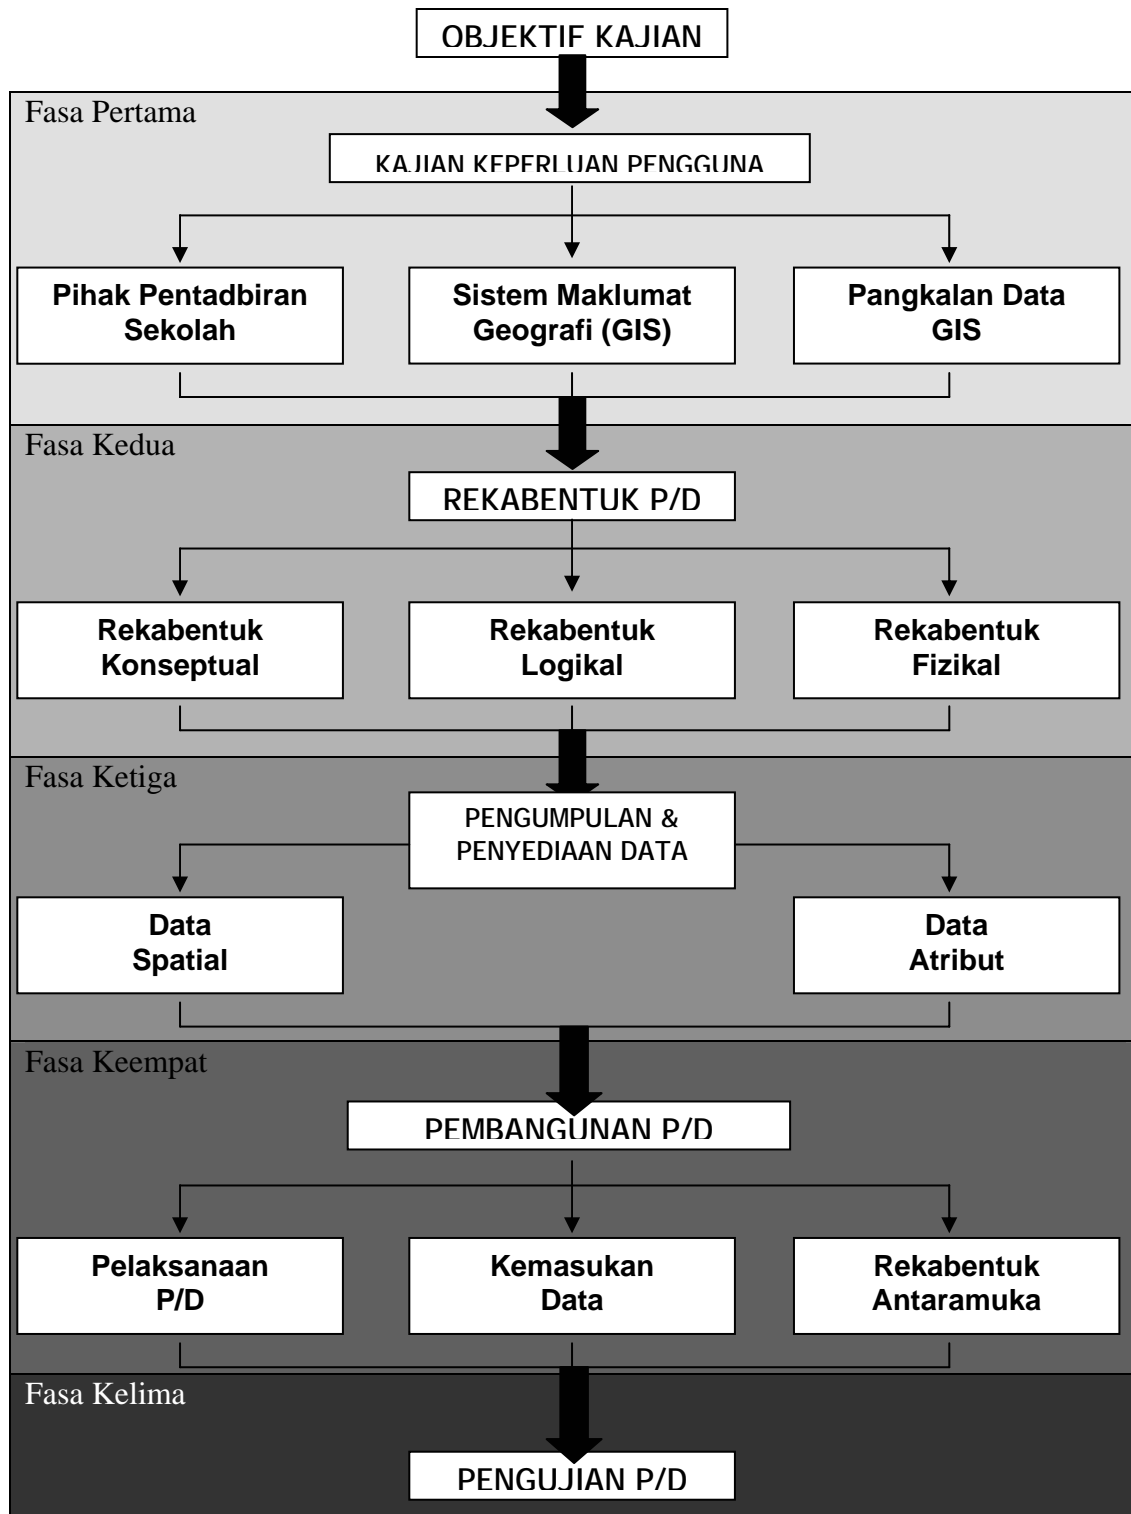 OBJEKTIF KAJIAN
Fasa Pertama
KAJIAN KEPERLUAN PENGGUNA
Pihak Pentadbiran
Sekolah
Sistem Maklumat
Geografi (GIS)
Pangkalan Data
GIS
Fasa Kedua
REKABENTUK P/D
Rekabentuk
Konseptual
Rekabentuk
Logikal
Rekabentuk
Fizikal
Fasa Ketiga
PENGUMPULAN &
PENYEDIAAN DATA
Data
Spatial
Data
Atribut
Fasa Keempat
PEMBANGUNAN P/D
Pelaksanaan
P/D
Kemasukan
Data
Rekabentuk
Antaramuka
Fasa Kelima
PENGUJIAN P/D